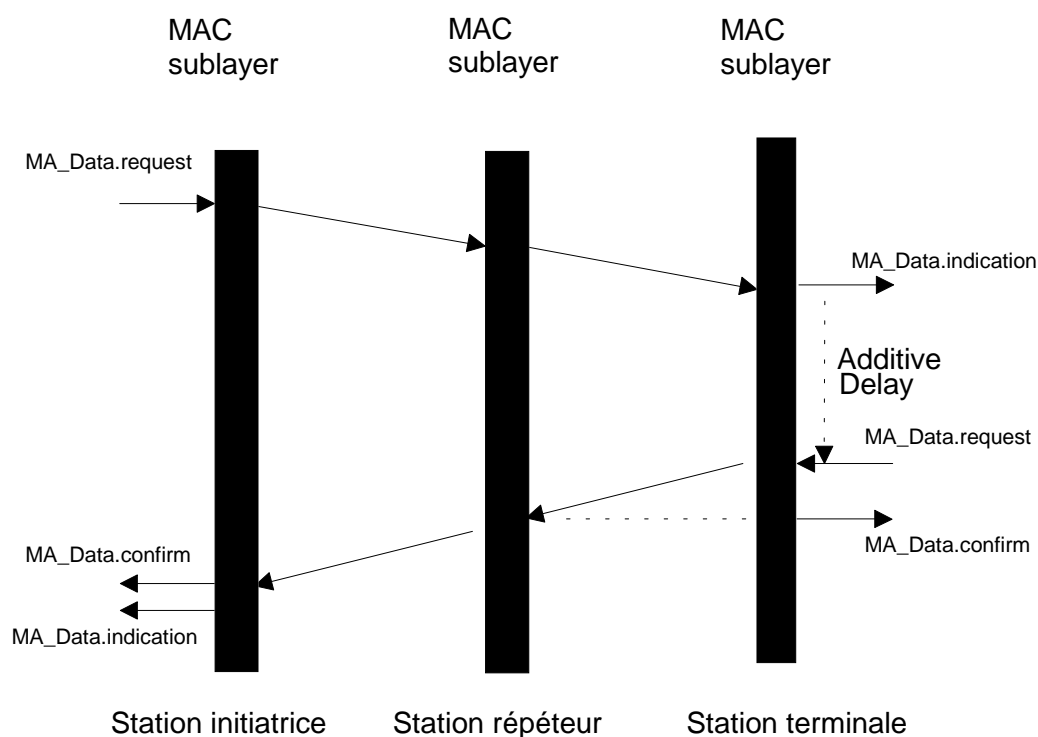 MAC
sublayer
MAC
sublayer
MAC
sublayer
MA_Data.request
MA_Data.indication
Additive
Delay
MA_Data.request
MA_Data.confirm
MA_Data.confirm
MA_Data.indication
Station initiatrice
Station répéteur
Station terminale